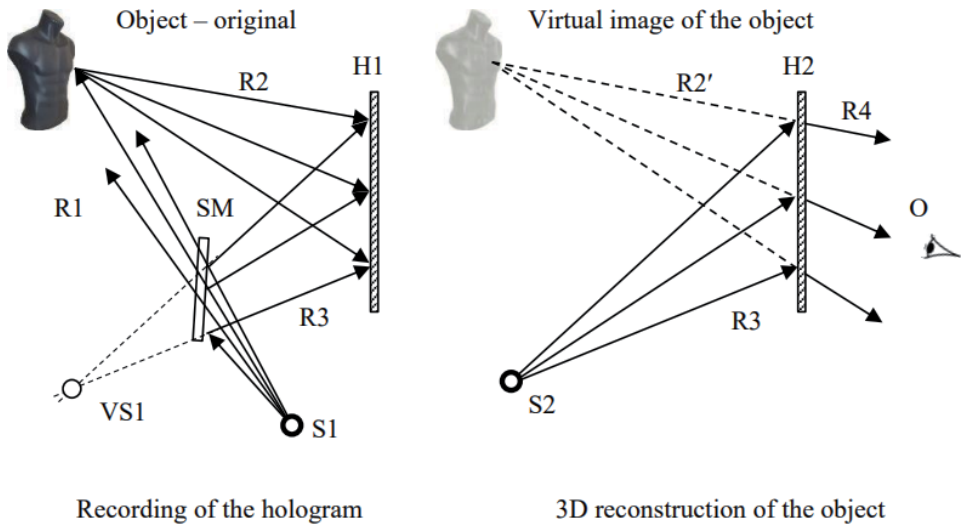 Object – original
Virtual image of the object
H1
H2
R2
R2′
R4
R1
SM
O
R3
R3
VS1
S1
S2
Recording of the hologram
3D reconstruction of the object